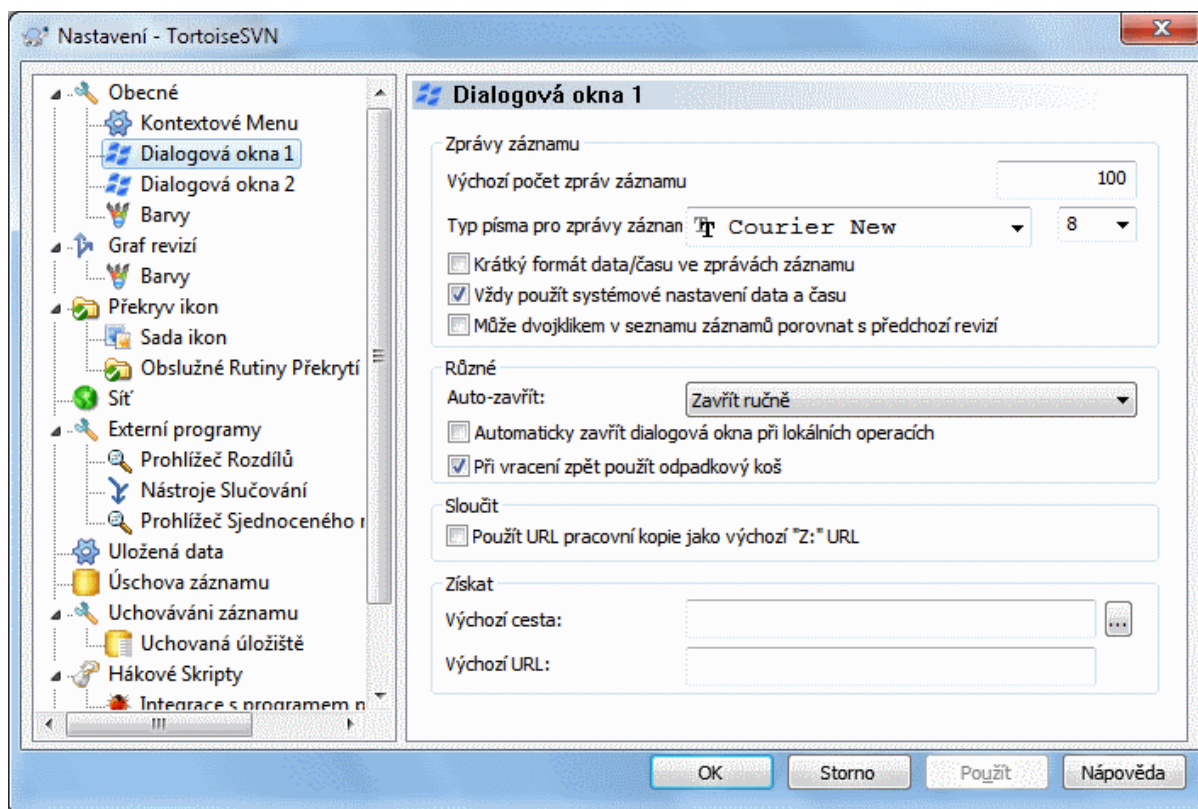 Nastavení - TortoiseSVN
Obecné
Kontextové Menu
Dialogová okna 1
Dialogová okna 2
Barvy
Graf revizí
Barvy
Překryv ikon
Sada ikon
Obslužné Rutiny Překrytí
Síť
Externí programy
Prohlížeč Rozdílů
Nástroje Slučování
Prohlížeč Sjednoceného r
Uložená data
Úschova záznamu
Uchováváni záznamu
Uchovaná úložiště
Hákové Skripty
Integrace s programem p
Dialogová okna 1
Zprávy záznamu
Výchozí počet zpráv záznamu 100
Typ písma pro zprávy záznam Courier New 8
Krátký formát data/času ve zprávách záznamu
Vždy použít systémové nastavení data a času
Může dvojklikem v seznamu záznamů porovnat s předchozí revizí
Různé
Auto-zavřít: Zavřít ručně
Automaticky zavřít dialogová okna při lokálních operacích
Při vracení zpět použít odpadkový koš
Sloučit
Použít URL pracovní kopie jako výchozí "Z:" URL
Získat
Výchozí cesta: ...
Výchozí URL:
OK Storno Použít Nápověda